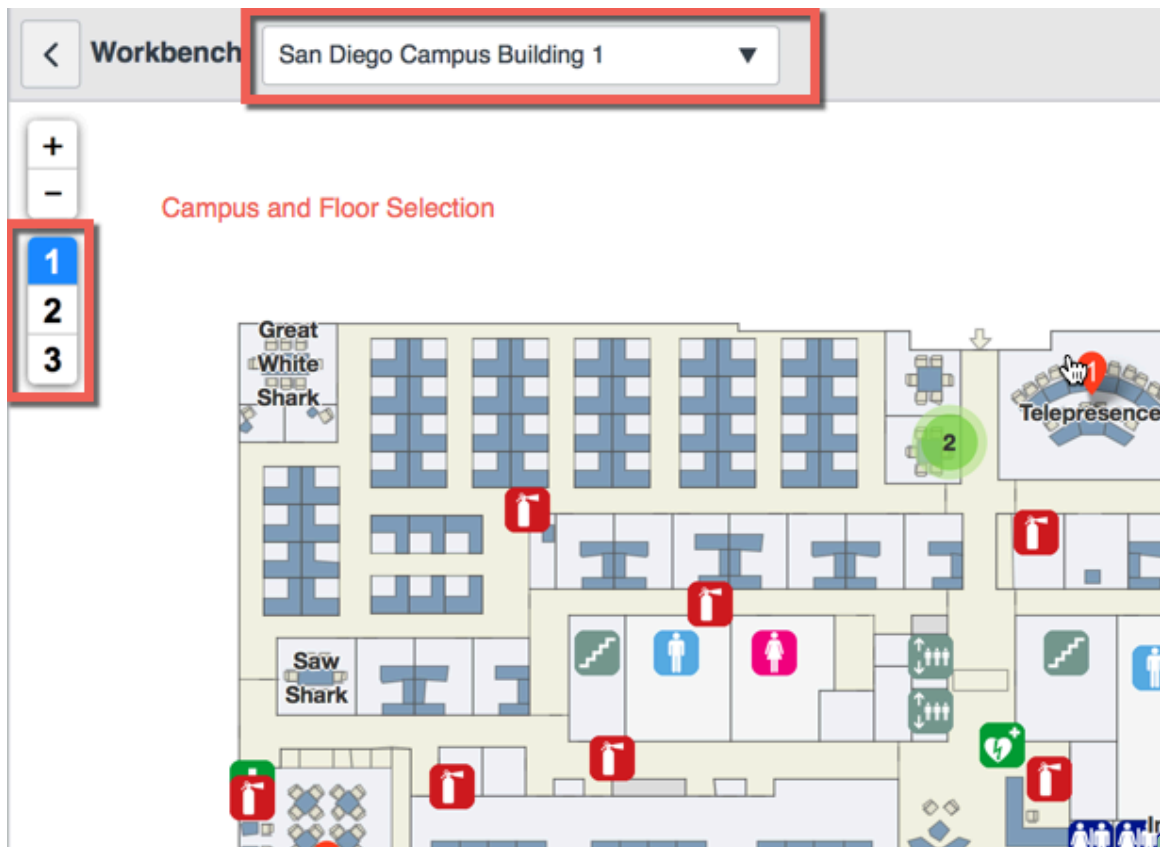 Workbench
San Diego Campus Building 1
+
-
Campus and Floor Selection
1
2
3
Great
White
Shark
1
Telepresence
2
Saw
Shark